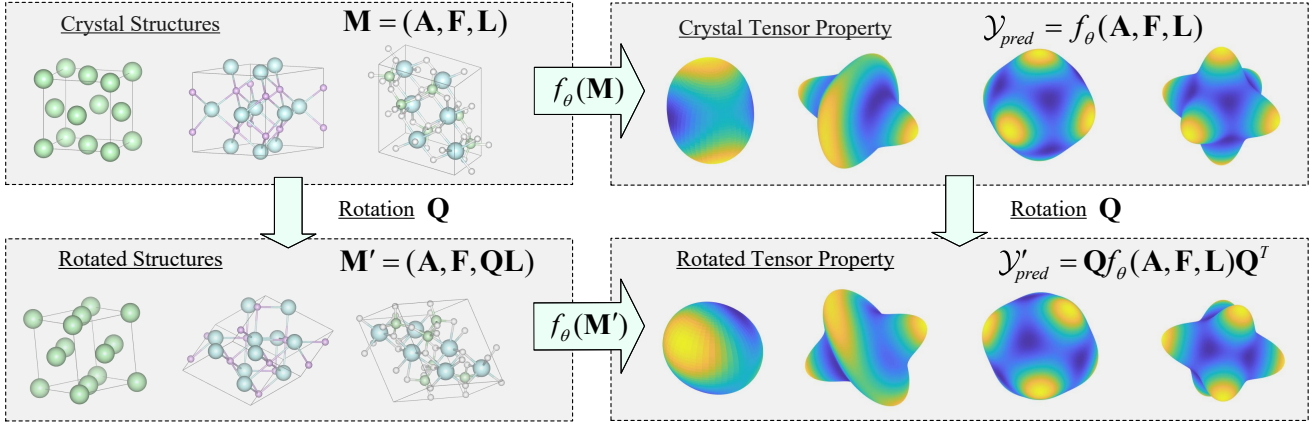 Crystal Structures
M = (A, F, L)
f_θ(M)
Crystal Tensor Property
𝒴_pred = f_θ(A, F, L)
Rotation Q
Rotation Q
Rotated Structures
M′ = (A, F, QL)
f_θ(M′)
Rotated Tensor Property
𝒴′_pred = Qf_θ(A, F, L)Q^T